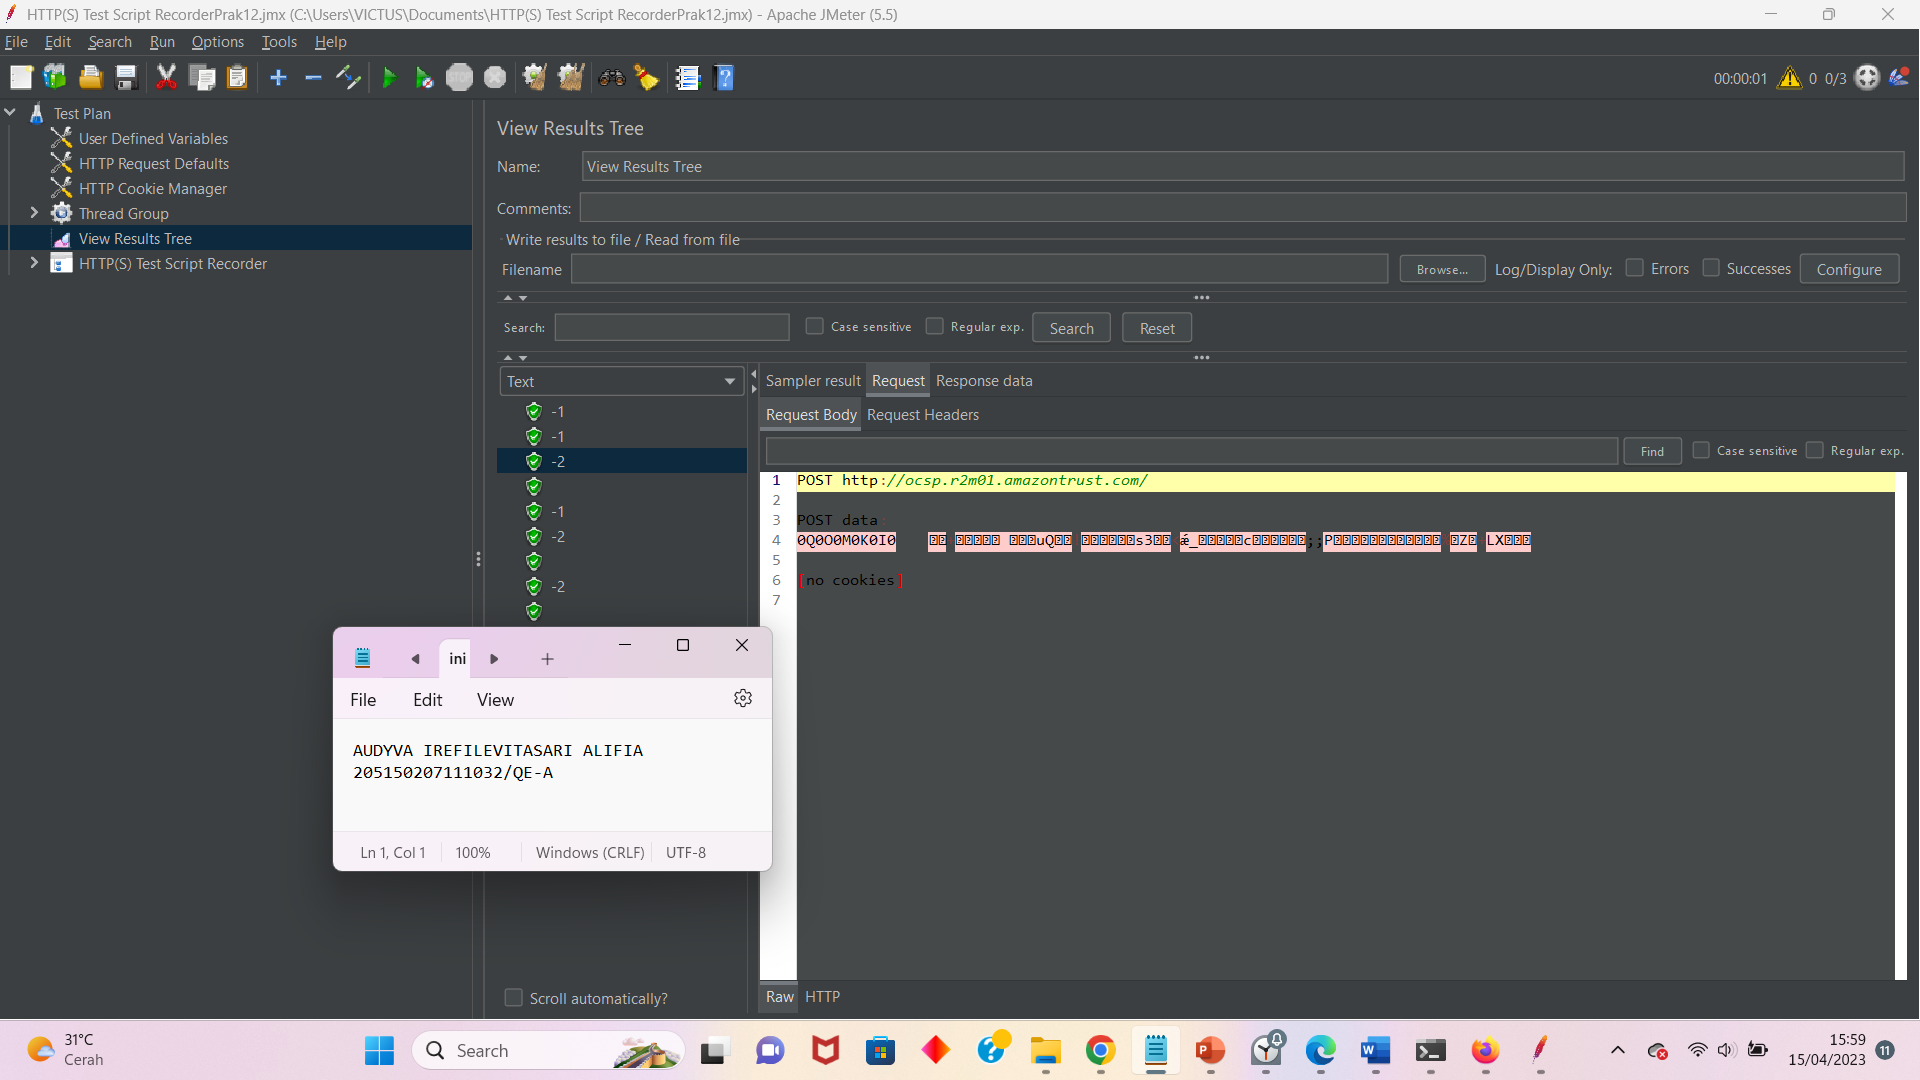 HTTP(S) Test Script RecorderPrak12.jmx (C:\Users\VICTUS\Documents\HTTP(S) Test Script RecorderPrak12.jmx) - Apache JMeter (5.5)
File Edit Search Run Options Tools Help
00:00:01 0 0/3
Test Plan
User Defined Variables
HTTP Request Defaults
HTTP Cookie Manager
Thread Group
View Results Tree
HTTP(S) Test Script Recorder
View Results Tree
Name: View Results Tree
Comments:
Write results to file / Read from file
Filename Browse... Log/Display Only: Errors Successes Configure
Search: Case sensitive Regular exp. Search Reset
Text
-1
-1
-2
-1
-2
-2
Scroll automatically?
Sampler result Request Response data
Request Body Request Headers
Find Case sensitive Regular exp.
1 POST http://ocsp.r2m01.amazontrust.com/
2
3 POST data:
4 0Q0O0M0K0I0
5
6 [no cookies]
7
Raw HTTP
ini
File Edit View
AUDYVA IREFILEVITASARI ALIFIA
205150207111032/QE-A
Ln 1, Col 1 100% Windows (CRLF) UTF-8
31°C
Cerah
Search
15:59
15/04/2023
11